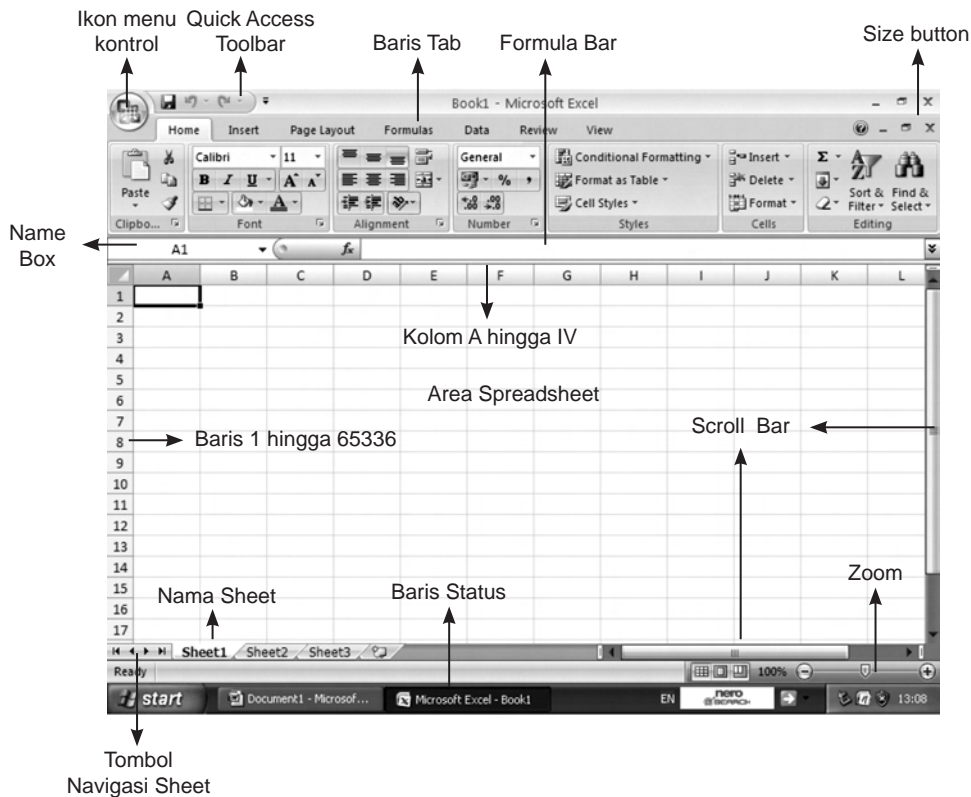 Ikon menu kontrol
Quick Access Toolbar
Baris Tab
Formula Bar
Size button
Book1 - Microsoft Excel
Home Insert Page Layout Formulas Data Review View
Calibri 11 General Conditional Formatting Insert Σ
Paste B I U A A % , Format as Table Delete Sort & Filter Find & Select
A .0 .00 .00 .0 Cell Styles Format
Clipbo... Font Alignment Number Styles Cells Editing
Name Box
A1 fx
A B C D E F G H I J K L
1
2
3
Kolom A hingga IV
4
5
Area Spreadsheet
6
7
Scroll Bar
8
Baris 1 hingga 65336
9
10
11
12
13
14
Zoom
15
Nama Sheet
Baris Status
16
17
Sheet1 Sheet2 Sheet3
Ready 100%
start Document1 - Microsof... Microsoft Excel - Book1 EN nero SEARCH 13:08
Tombol Navigasi Sheet